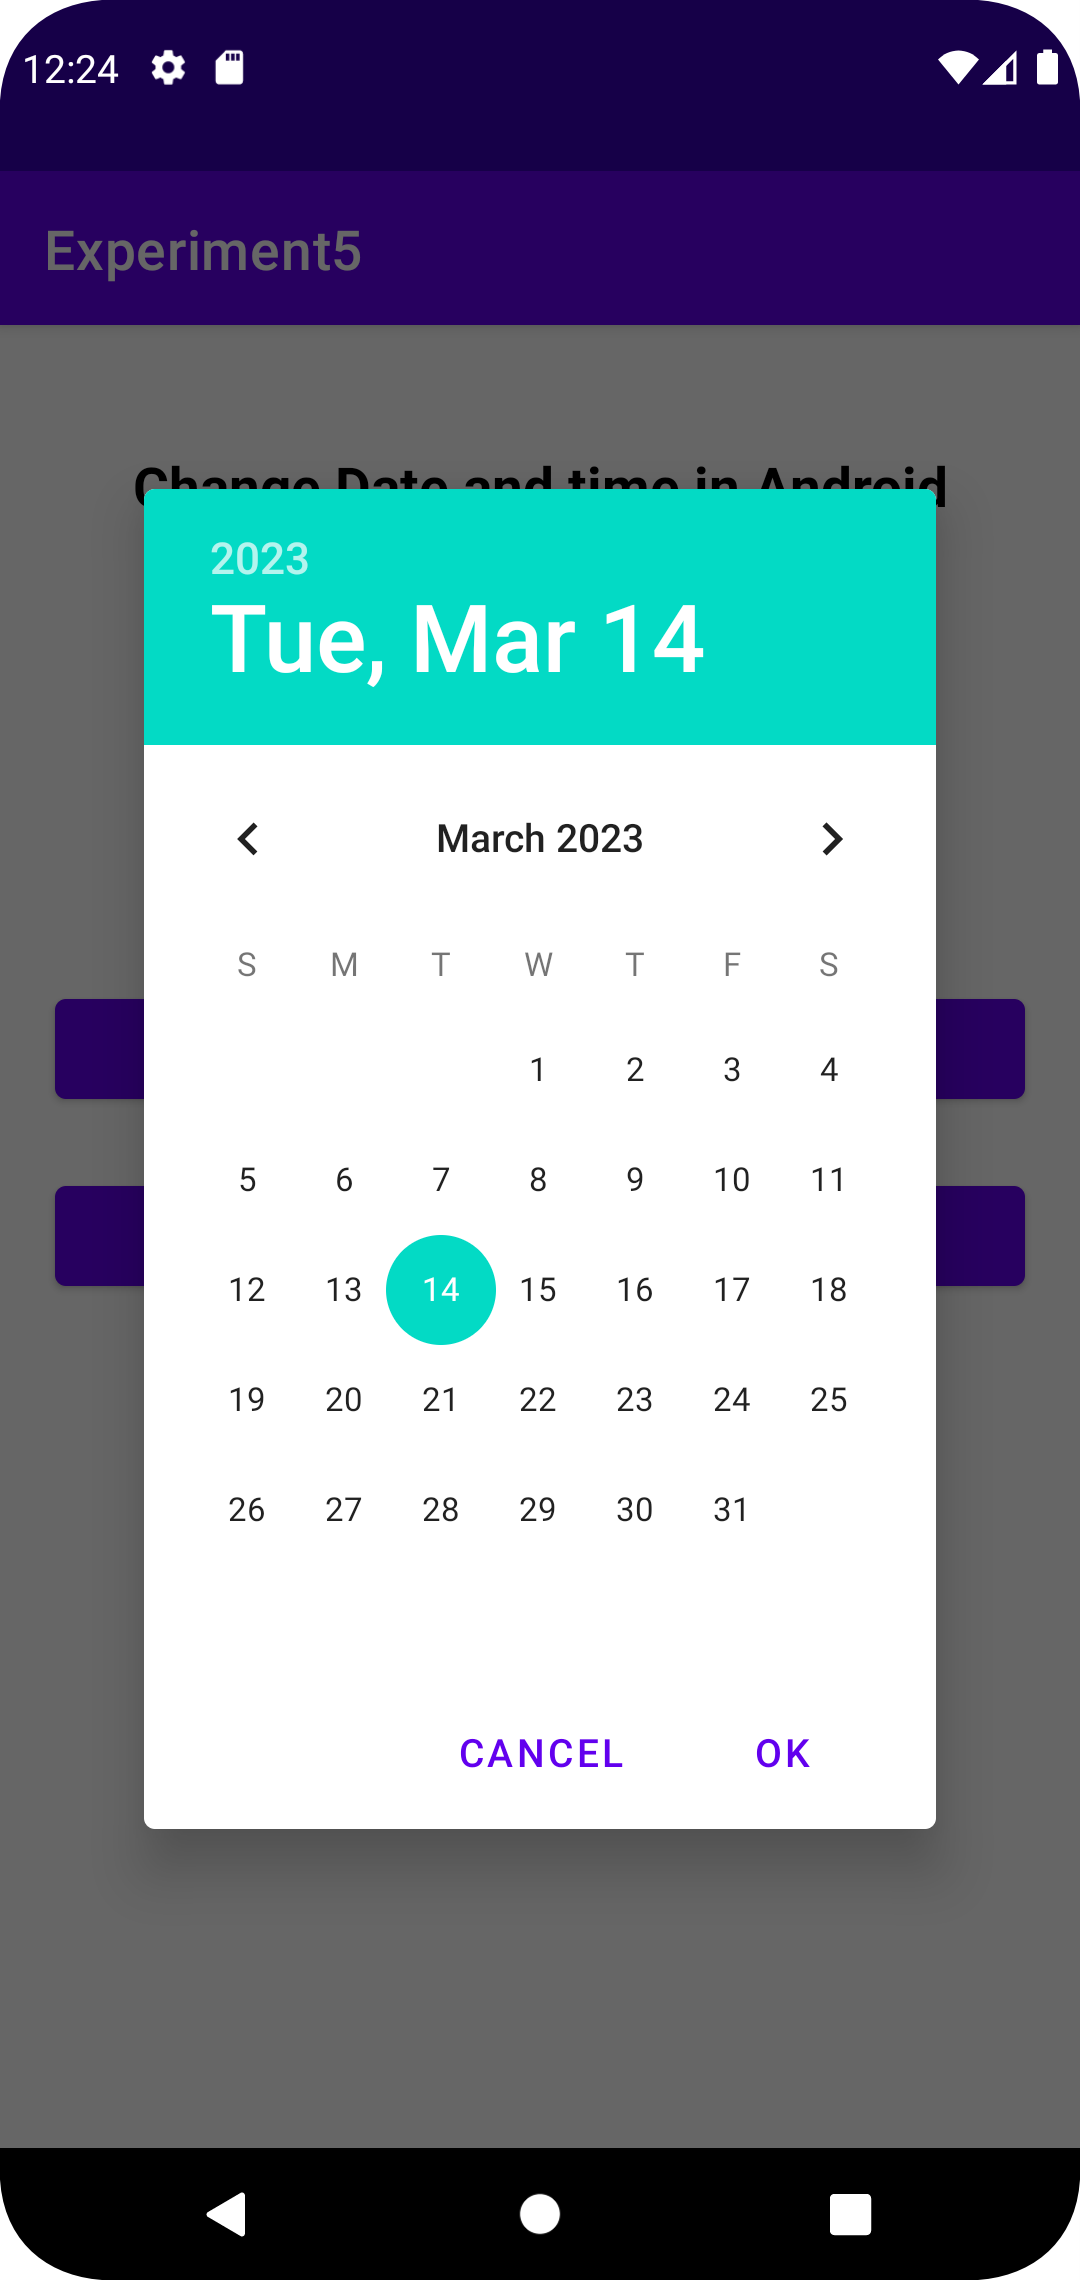 12:24
Experiment5
Change Date and time in Android
2023
Tue, Mar 14
March 2023
S M T W T F S
1 2 3 4
5 6 7 8 9 10 11
12 13 14 15 16 17 18
19 20 21 22 23 24 25
26 27 28 29 30 31
CANCEL OK